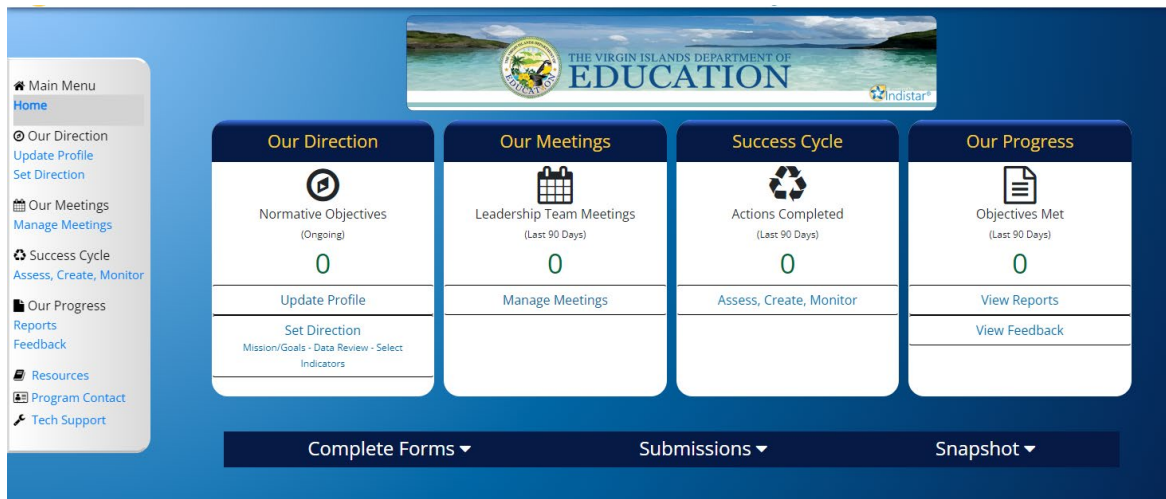 THE VIRGIN ISLANDS DEPARTMENT OF
EDUCATION
Indistar®
Main Menu
Home
Our Direction
Update Profile
Set Direction
Our Meetings
Manage Meetings
Success Cycle
Assess, Create, Monitor
Our Progress
Reports
Feedback
Resources
Program Contact
Tech Support
Our Direction
Normative Objectives
(Ongoing)
0
Update Profile
Set Direction
Mission/Goals - Data Review - Select
Indicators
Our Meetings
Leadership Team Meetings
(Last 90 Days)
0
Manage Meetings
Success Cycle
Actions Completed
(Last 90 Days)
0
Assess, Create, Monitor
Our Progress
Objectives Met
(Last 90 Days)
0
View Reports
View Feedback
Complete Forms
Submissions
Snapshot